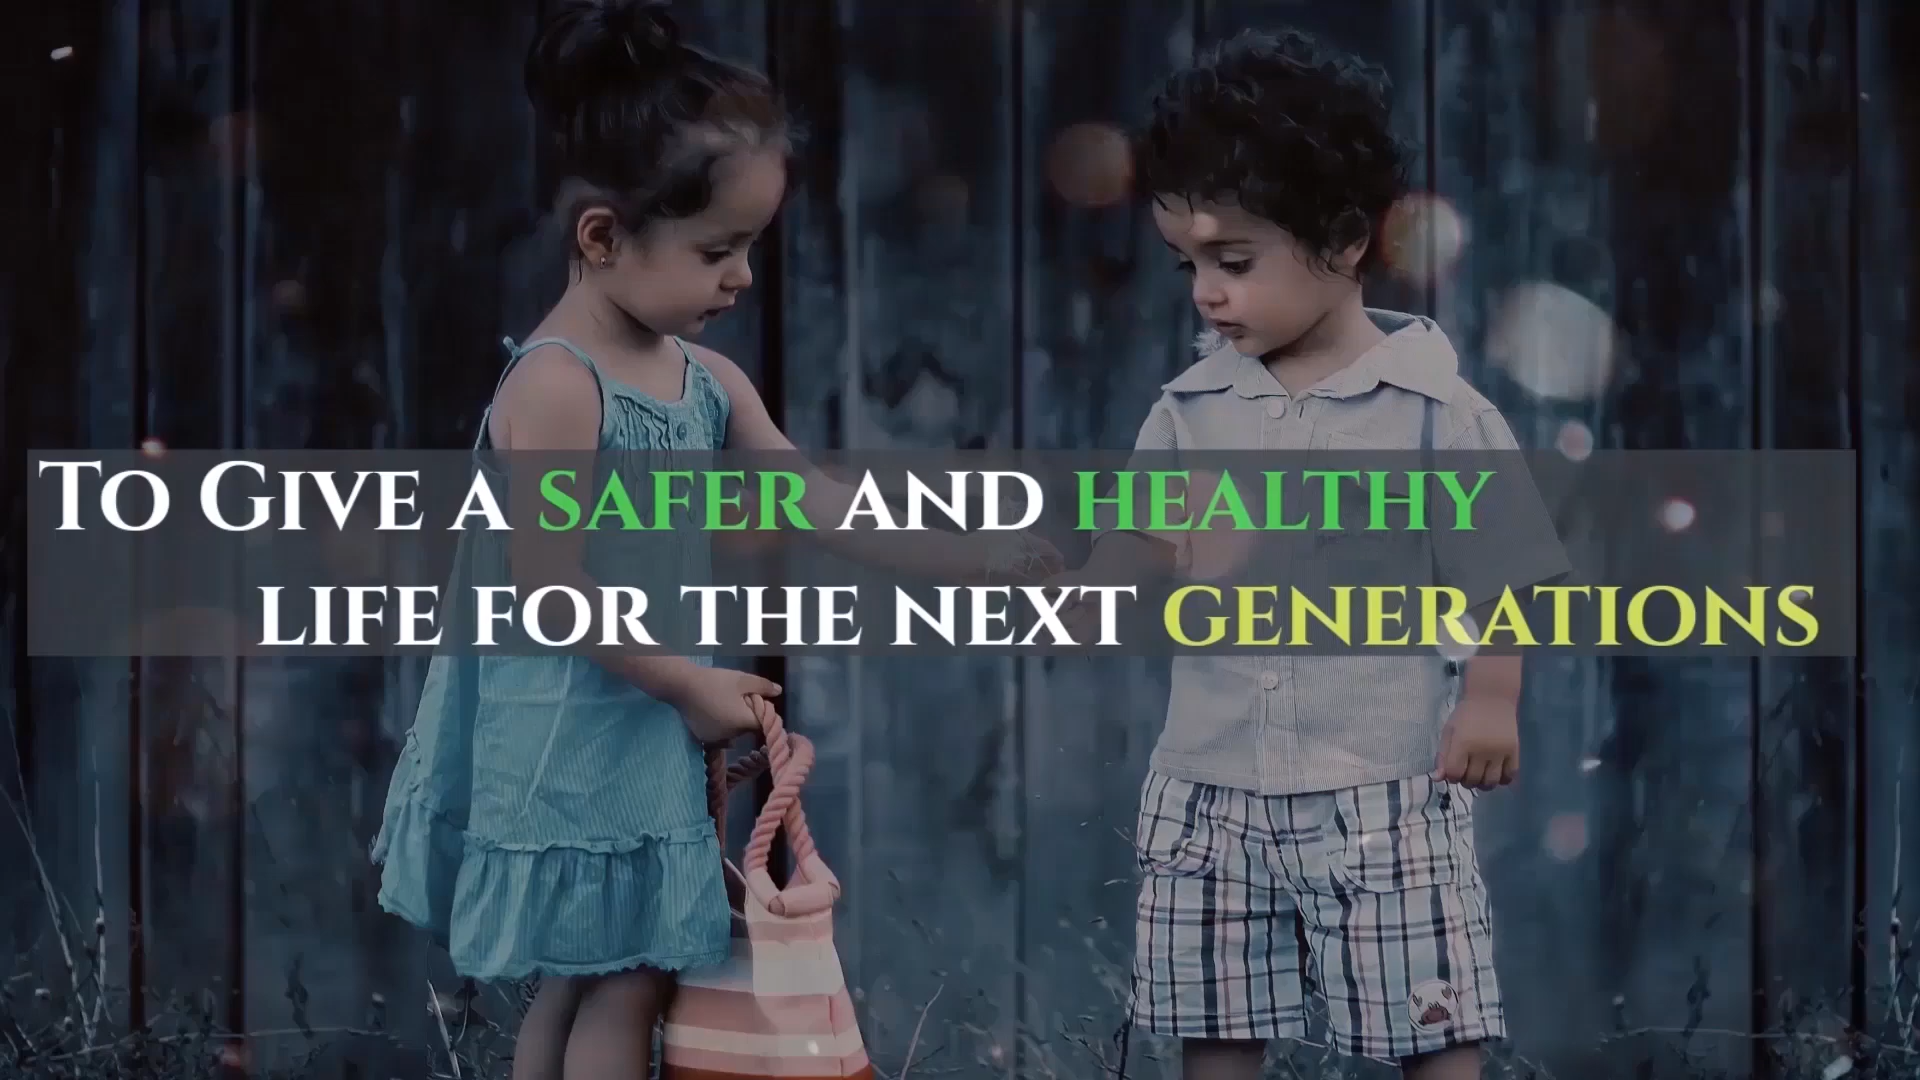 To Give a safer and healthy
life for the next generations